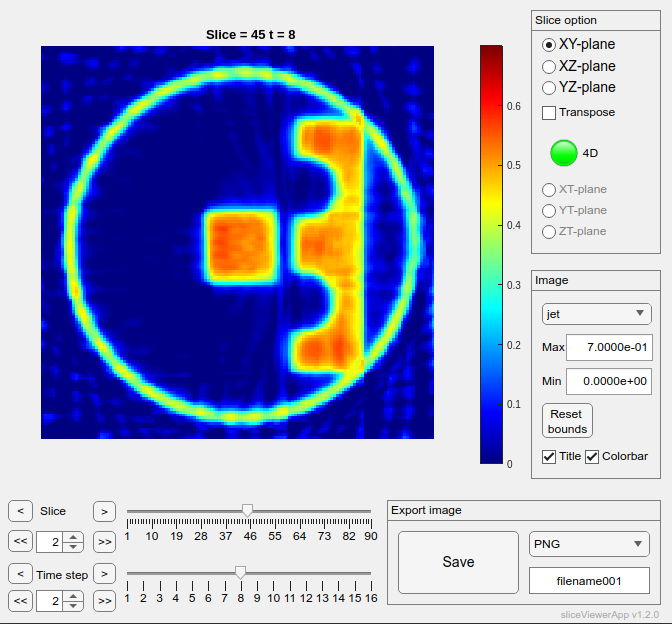 Slice = 45 t = 8
0.6
0.5
0.4
0.3
0.2
0.1
0
Slice option
XY-plane
XZ-plane
YZ-plane
Transpose
4D
XT-plane
YT-plane
ZT-plane
Image
jet
Max 7.0000e-01
Min 0.0000e+00
Reset
bounds
Title Colorbar
< Slice >
<< 2 >>
1 10 19 28 37 46 55 64 73 82 90
< Time step >
<< 2 >>
1 2 3 4 5 6 7 8 9 10 11 12 13 14 15 16
Export image
Save
PNG
filename001
sliceViewerApp v1.2.0